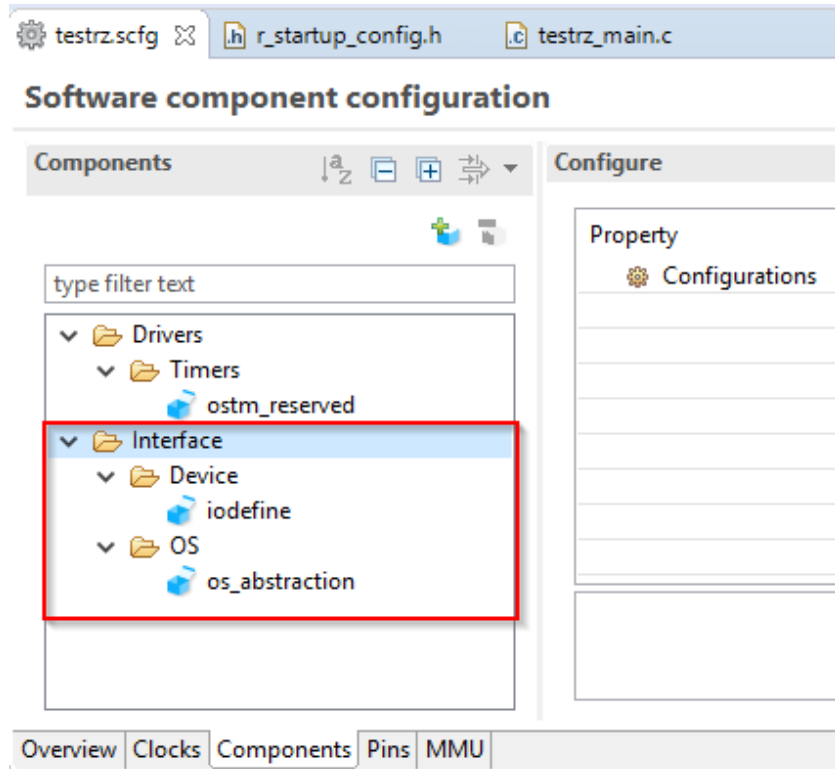 testrz.scfg r_startup_config.h testrz_main.c
Software component configuration
Components
Configure
type filter text
Drivers
Timers
ostm_reserved
Interface
Device
iodefine
OS
os_abstraction
Property
Configurations
Overview Clocks Components Pins MMU